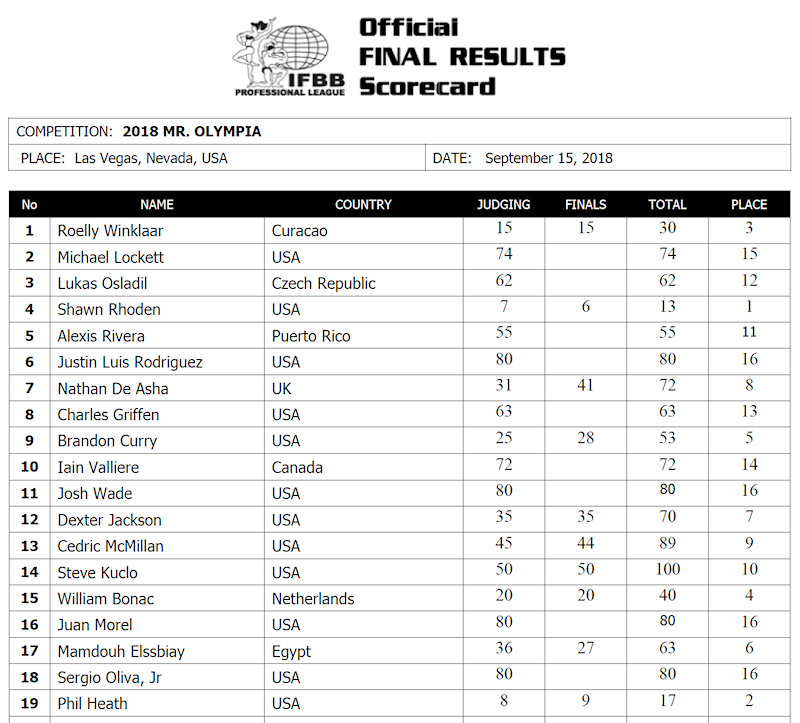 Official
FINAL RESULTS
Scorecard
IFBB
PROFESSIONAL LEAGUE
COMPETITION: 2018 MR. OLYMPIA
PLACE: Las Vegas, Nevada, USA DATE: September 15, 2018
No NAME COUNTRY JUDGING FINALS TOTAL PLACE
1 Roelly Winklaar Curacao 15 15 30 3
2 Michael Lockett USA 74 74 15
3 Lukas Osladil Czech Republic 62 62 12
4 Shawn Rhoden USA 7 6 13 1
5 Alexis Rivera Puerto Rico 55 55 11
6 Justin Luis Rodriguez USA 80 80 16
7 Nathan De Asha UK 31 41 72 8
8 Charles Griffen USA 63 63 13
9 Brandon Curry USA 25 28 53 5
10 Iain Valliere Canada 72 72 14
11 Josh Wade USA 80 80 16
12 Dexter Jackson USA 35 35 70 7
13 Cedric McMillan USA 45 44 89 9
14 Steve Kuclo USA 50 50 100 10
15 William Bonac Netherlands 20 20 40 4
16 Juan Morel USA 80 80 16
17 Mamdouh Elssbiay Egypt 36 27 63 6
18 Sergio Oliva, Jr USA 80 80 16
19 Phil Heath USA 8 9 17 2